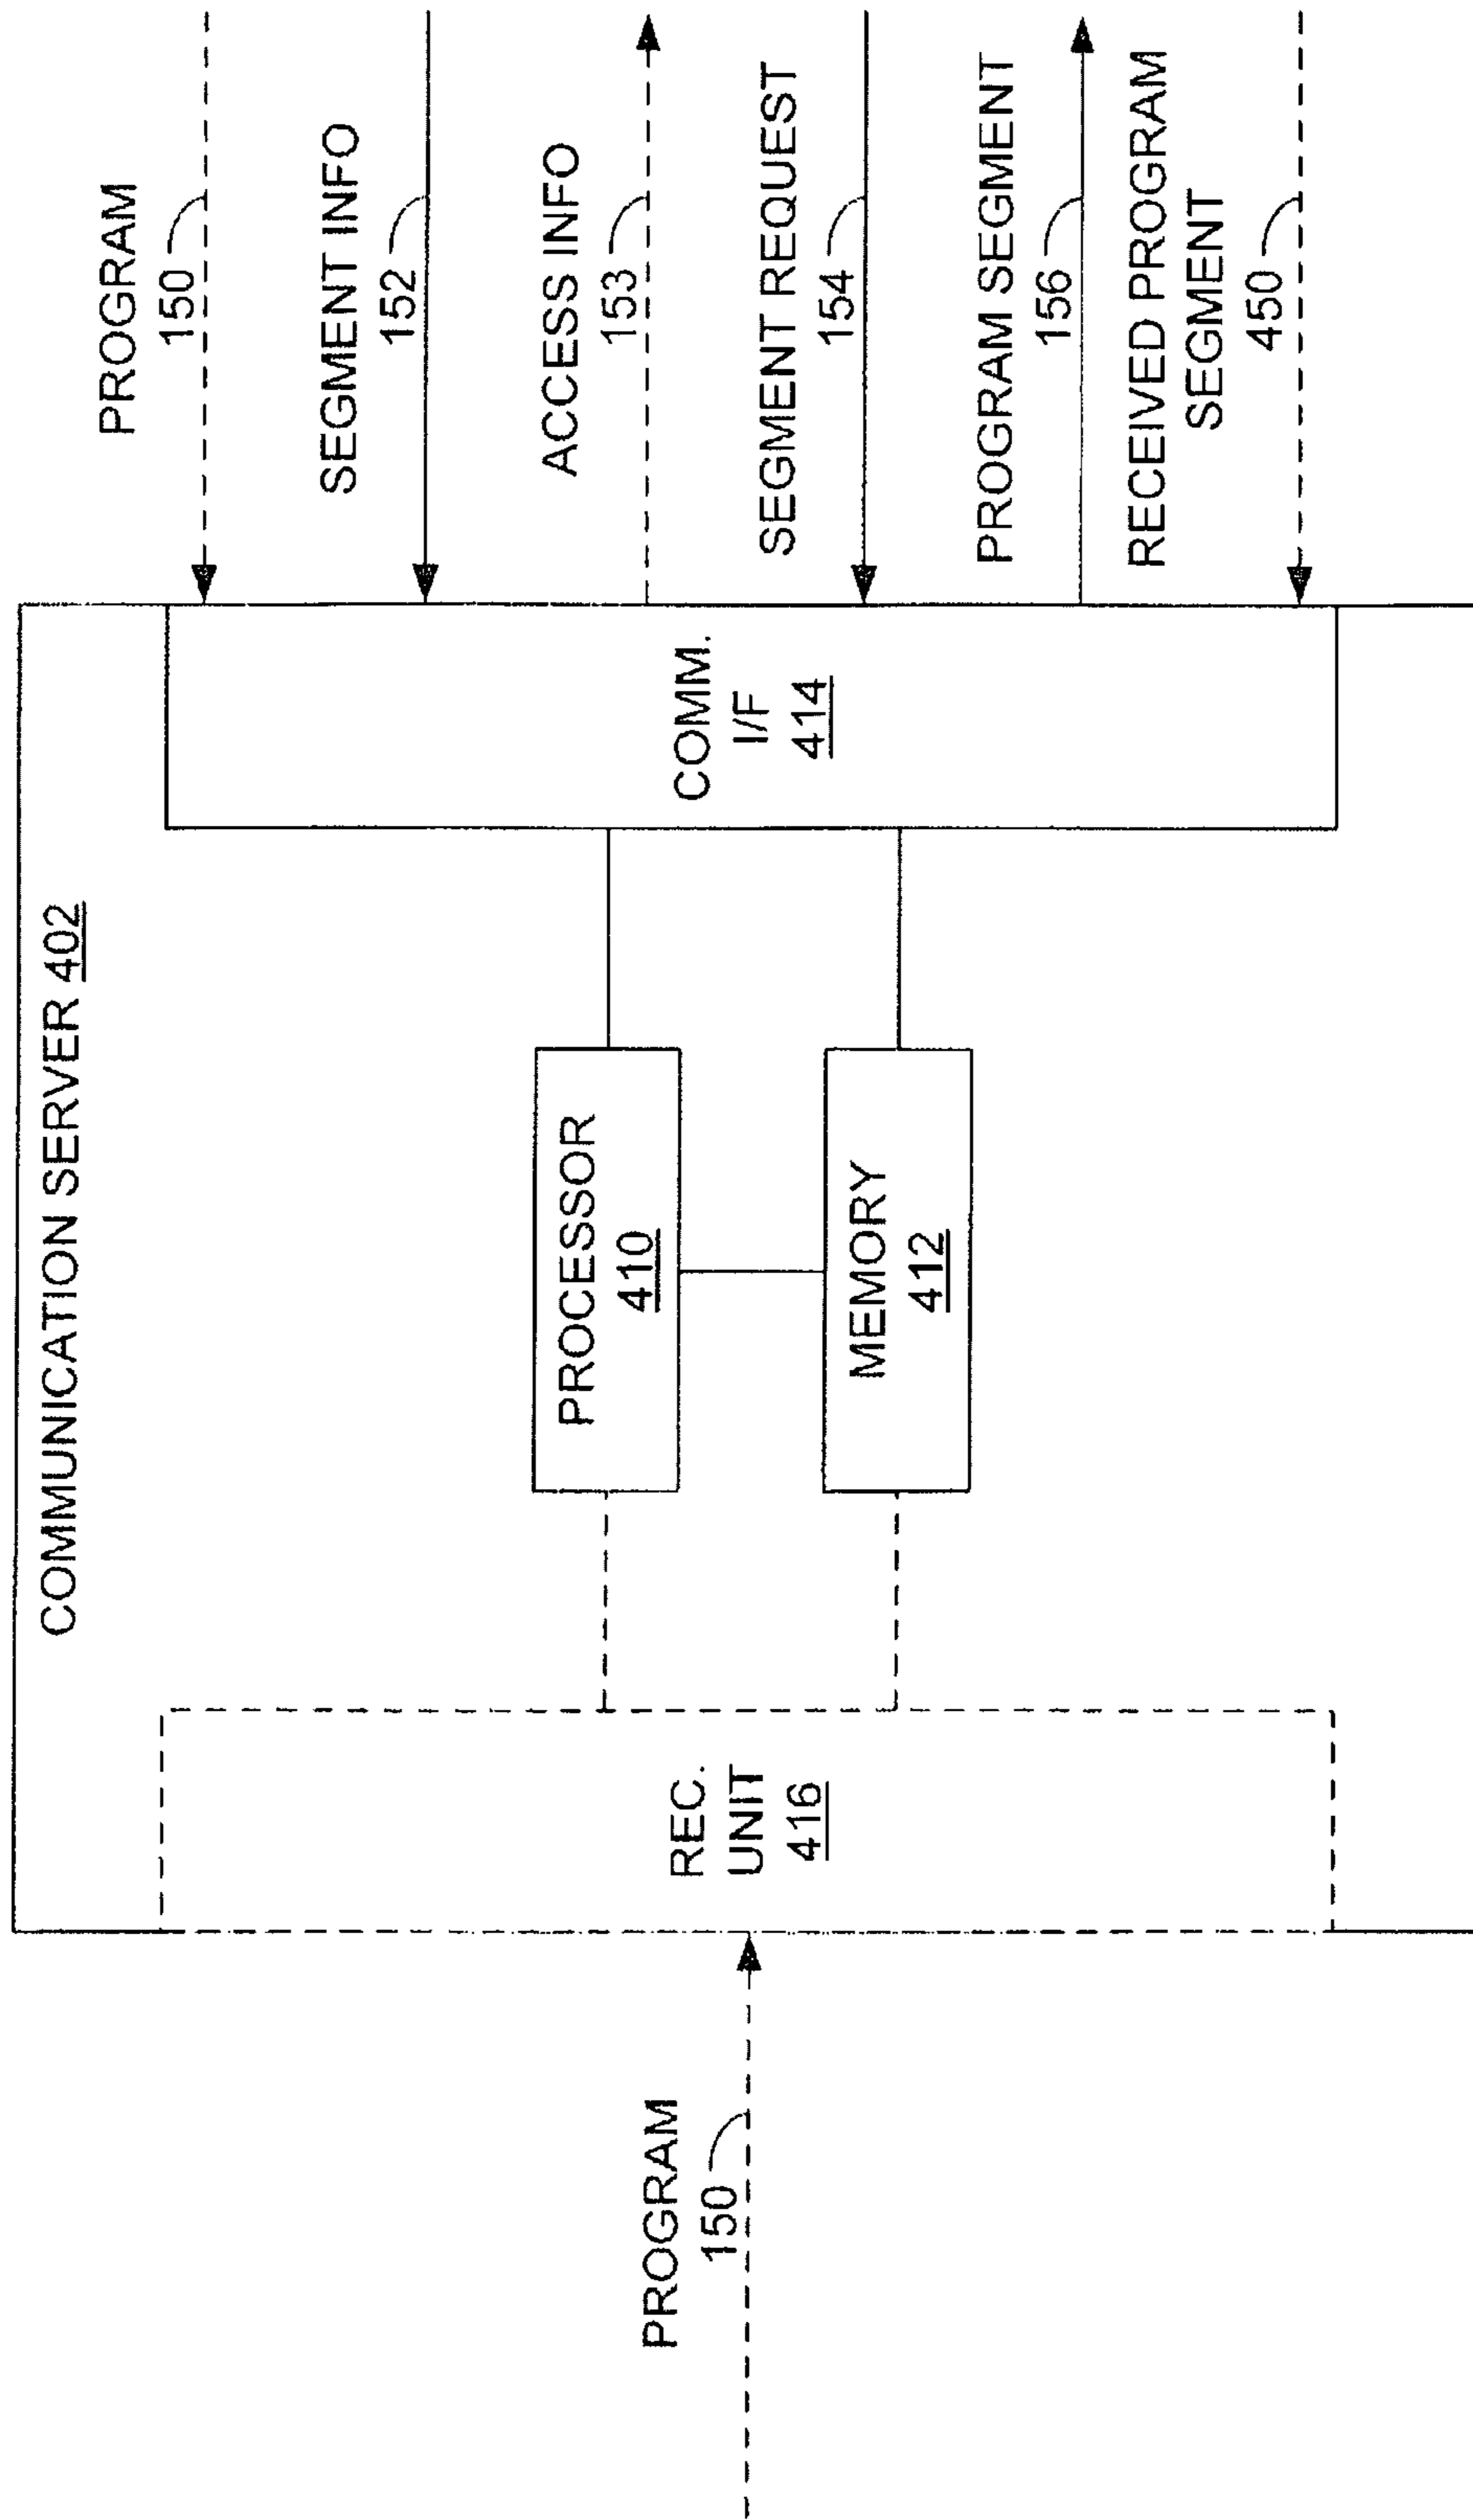 COMMUNICATION SERVER 402
PROGRAM
150
REC.
UNIT
416
PROCESSOR
410
MEMORY
412
COMM.
I/F
414
PROGRAM
150
SEGMENT INFO
152
ACCESS INFO
153
SEGMENT REQUEST
154
PROGRAM SEGMENT
156
RECEIVED PROGRAM
SEGMENT
450